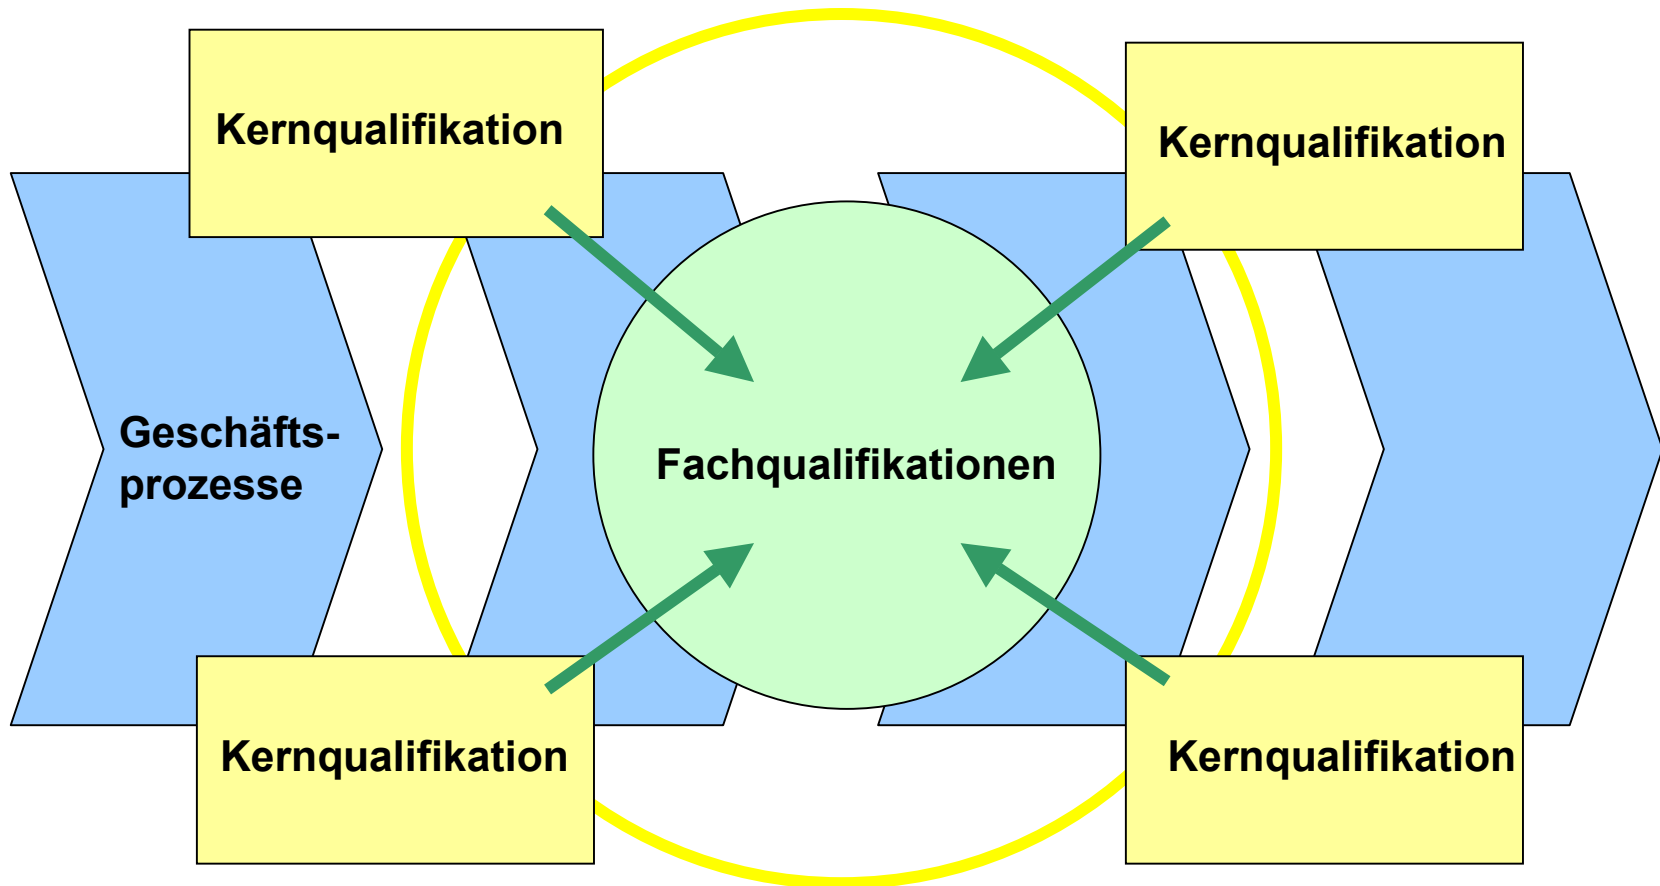 Kernqualifikation
Kernqualifikation
Geschäfts-
prozesse
Fachqualifikationen
Kernqualifikation
Kernqualifikation